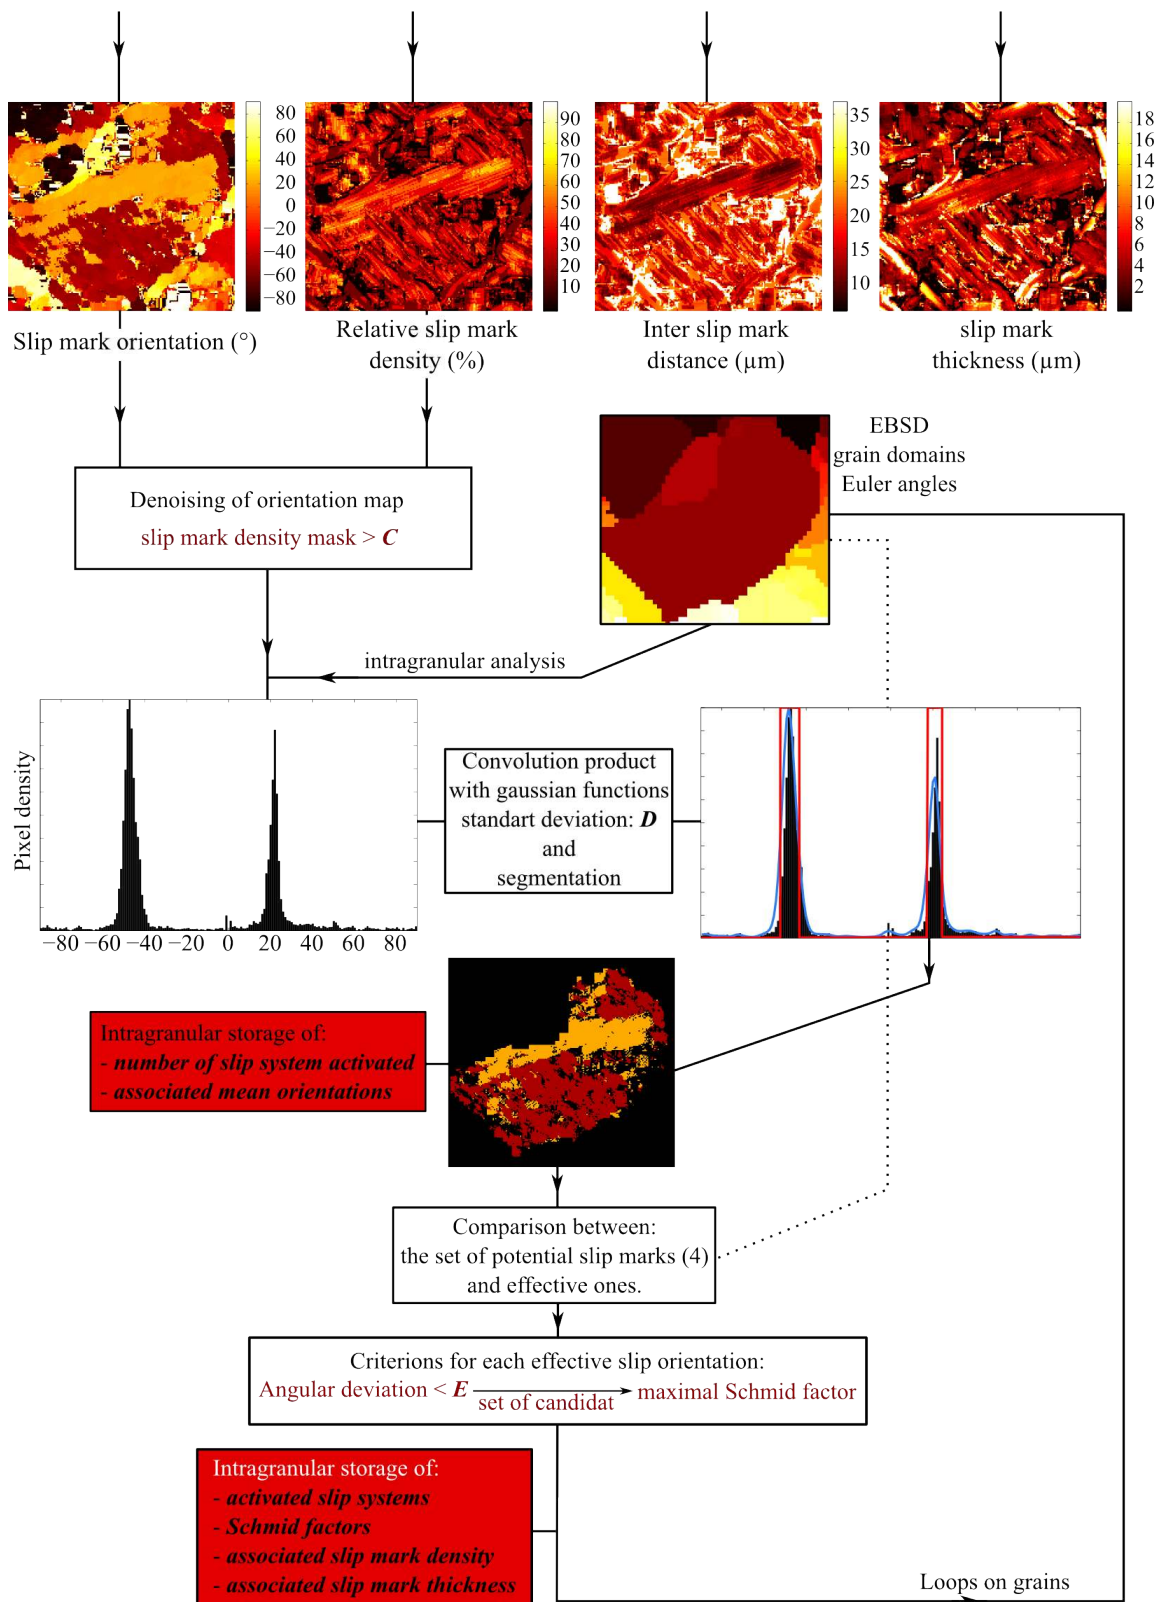 80
60
40
20
0
−20
−40
−60
−80
90
80
70
60
50
40
30
20
10
35
30
25
20
15
10
18
16
14
12
10
8
6
4
2
Slip mark orientation (°)
Relative slip mark
density (%)
Inter slip mark
distance (µm)
slip mark
thickness (µm)
EBSD
grain domains
Euler angles
Denoising of orientation map
slip mark density mask > C
intragranular analysis
Pixel density
−80 −60 −40 −20 0 20 40 60 80
Convolution product
with gaussian functions
standart deviation: D
and
segmentation
Intragranular storage of:
- number of slip system activated
- associated mean orientations
Comparison between:
the set of potential slip marks (4)
and effective ones.
Criterions for each effective slip orientation:
Angular deviation < E
set of candidat
maximal Schmid factor
Intragranular storage of:
- activated slip systems
- Schmid factors
- associated slip mark density
- associated slip mark thickness
Loops on grains